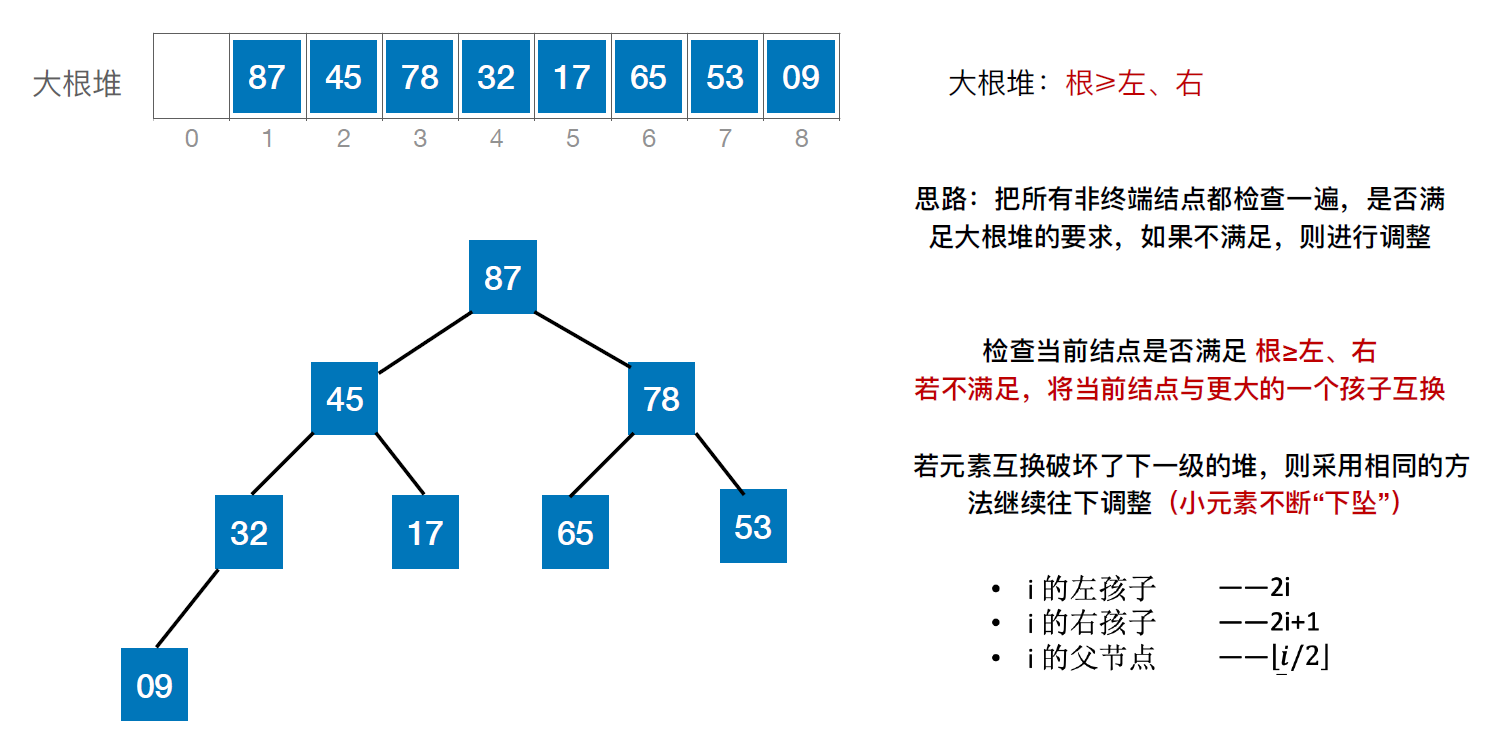 大根堆
87 45 78 32 17 65 53 09
0 1 2 3 4 5 6 7 8
大根堆：根≥左、右
思路：把所有非终端结点都检查一遍，是否满
足大根堆的要求，如果不满足，则进行调整
87
45 78
检查当前结点是否满足 根≥左、右
若不满足，将当前结点与更大的一个孩子互换
32 17 65 53
若元素互换破坏了下一级的堆，则采用相同的方
法继续往下调整（小元素不断“下坠”）
09
• i 的左孩子 ——2i
• i 的右孩子 ——2i+1
• i 的父节点 ——⌊i/2⌋